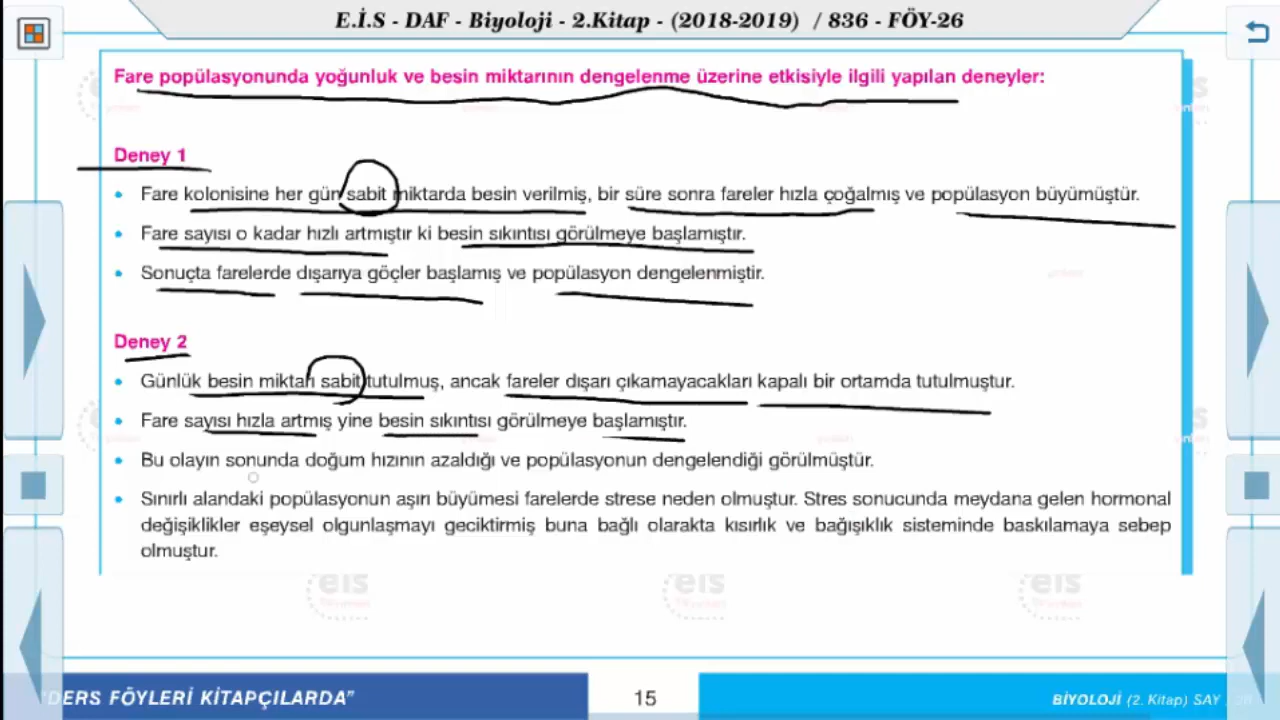 E.İ.S - DAF - Biyoloji - 2.Kitap - (2018-2019) / 836 - FÖY-26
Fare popülasyonunda yoğunluk ve besin miktarının dengelenme üzerine etkisiyle ilgili yapılan deneyler:
Deney 1
• Fare kolonisine her gün sabit miktarda besin verilmiş, bir süre sonra fareler hızla çoğalmış ve popülasyon büyümüştür.
• Fare sayısı o kadar hızlı artmıştır ki besin sıkıntısı görülmeye başlamıştır.
• Sonuçta farelerde dışarıya göçler başlamış ve popülasyon dengelenmiştir.
Deney 2
• Günlük besin miktarı sabit tutulmuş, ancak fareler dışarı çıkamayacakları kapalı bir ortamda tutulmuştur.
• Fare sayısı hızla artmış yine besin sıkıntısı görülmeye başlamıştır.
• Bu olayın sonunda doğum hızının azaldığı ve popülasyonun dengelendiği görülmüştür.
• Sınırlı alandaki popülasyonun aşırı büyümesi farelerde strese neden olmuştur. Stres sonucunda meydana gelen hormonal
değişiklikler eşeysel olgunlaşmayı geciktirmiş buna bağlı olarakta kısırlık ve bağışıklık sisteminde baskılamaya sebep
olmuştur.
eis eis eis
"DERS FÖYLERİ KİTAPÇILARDA"
15
BİYOLOJİ (2. Kitap) SAY